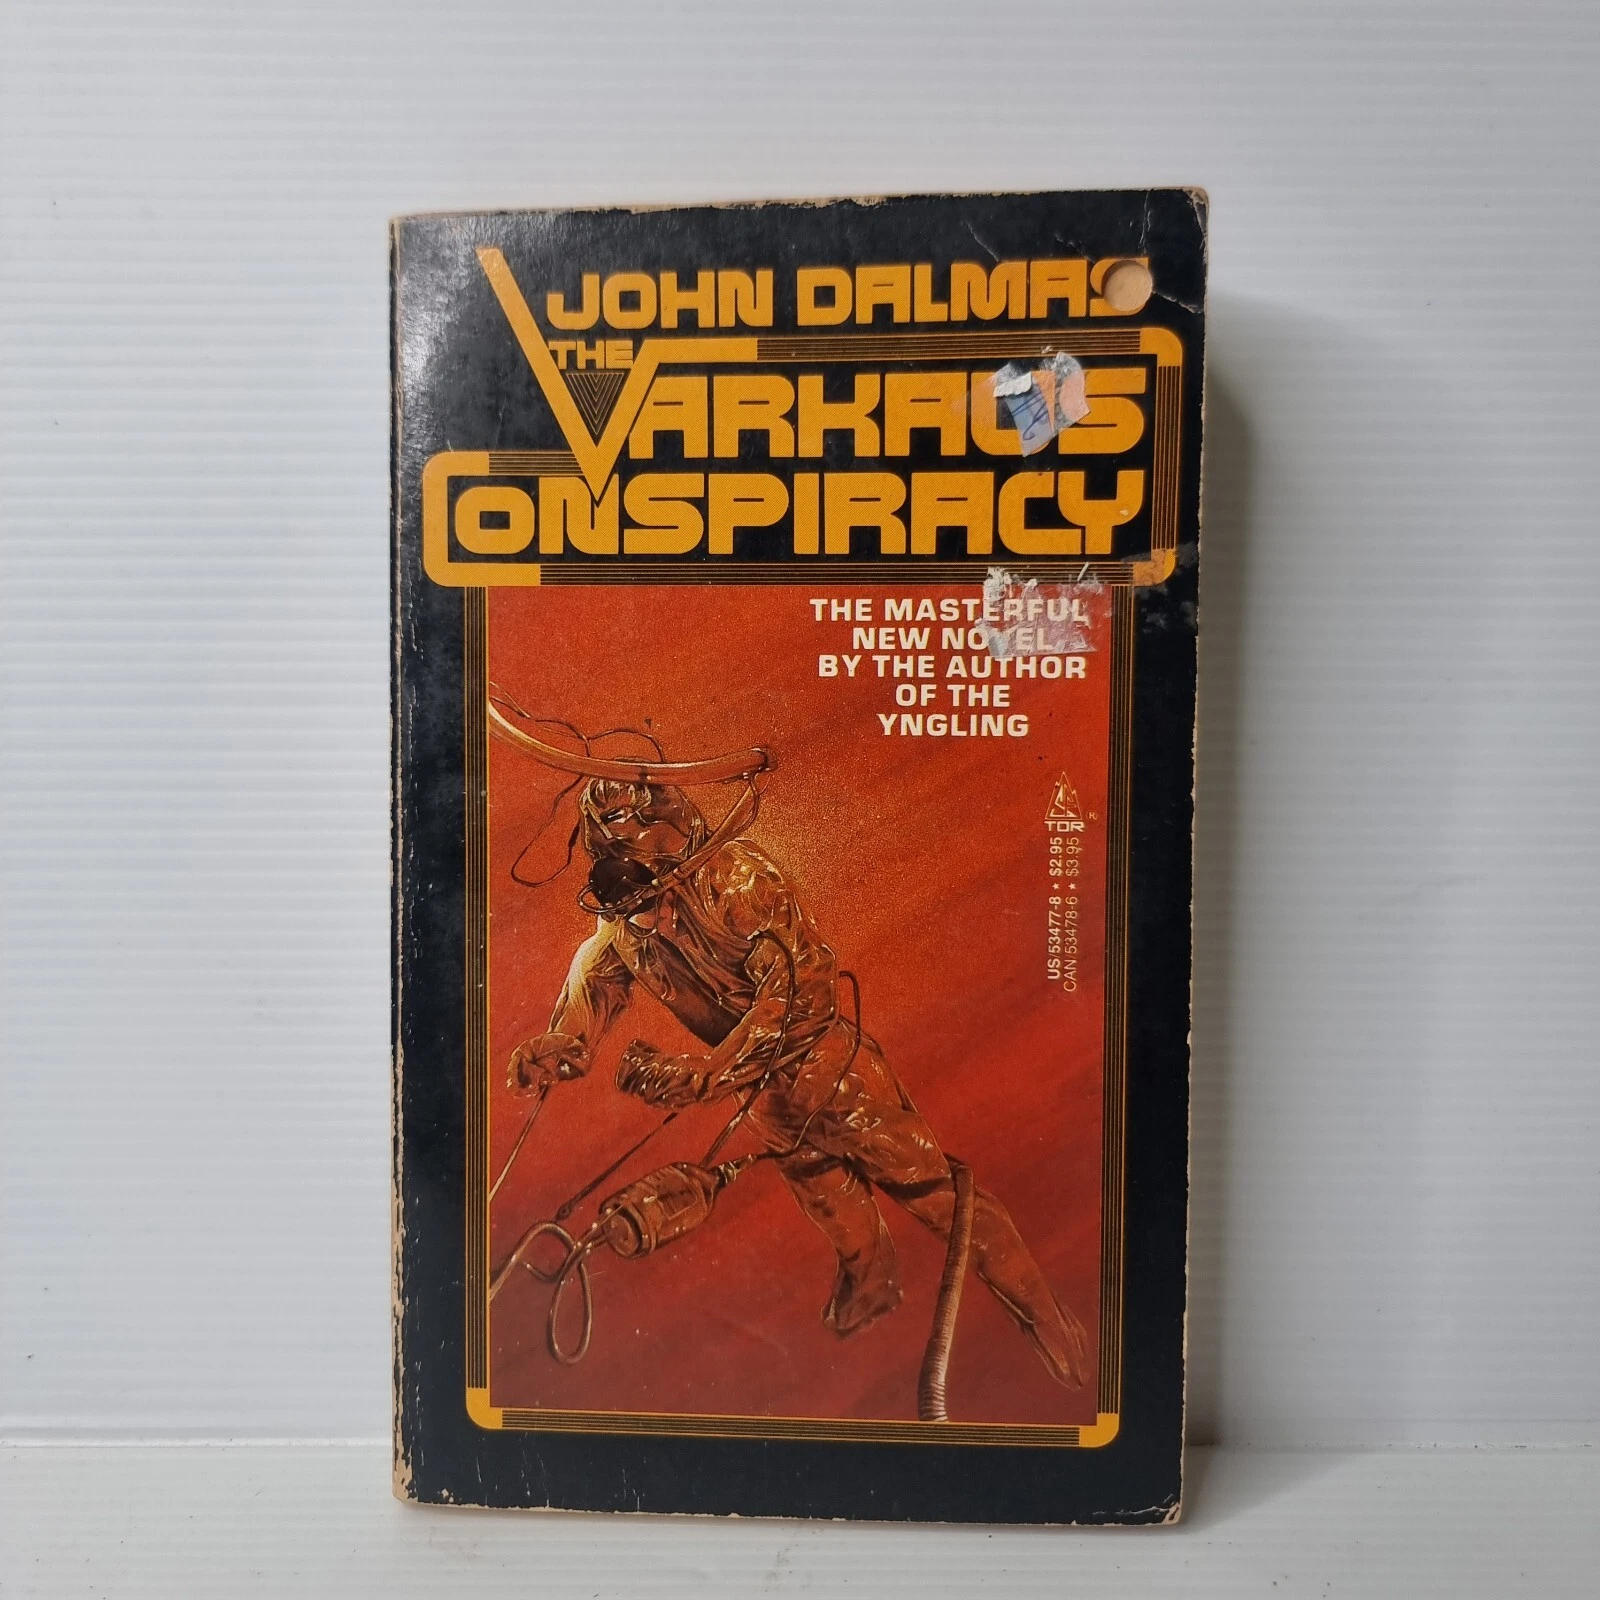 JOHN DALMAS
THE
VARKAUS
CONSPIRACY
THE MASTERFUL
NEW NOVEL
BY THE AUTHOR
OF THE
YNGLING
TOR ®
US 53477-8 ★ $2.95
CAN 53478-6 ★ $3.95